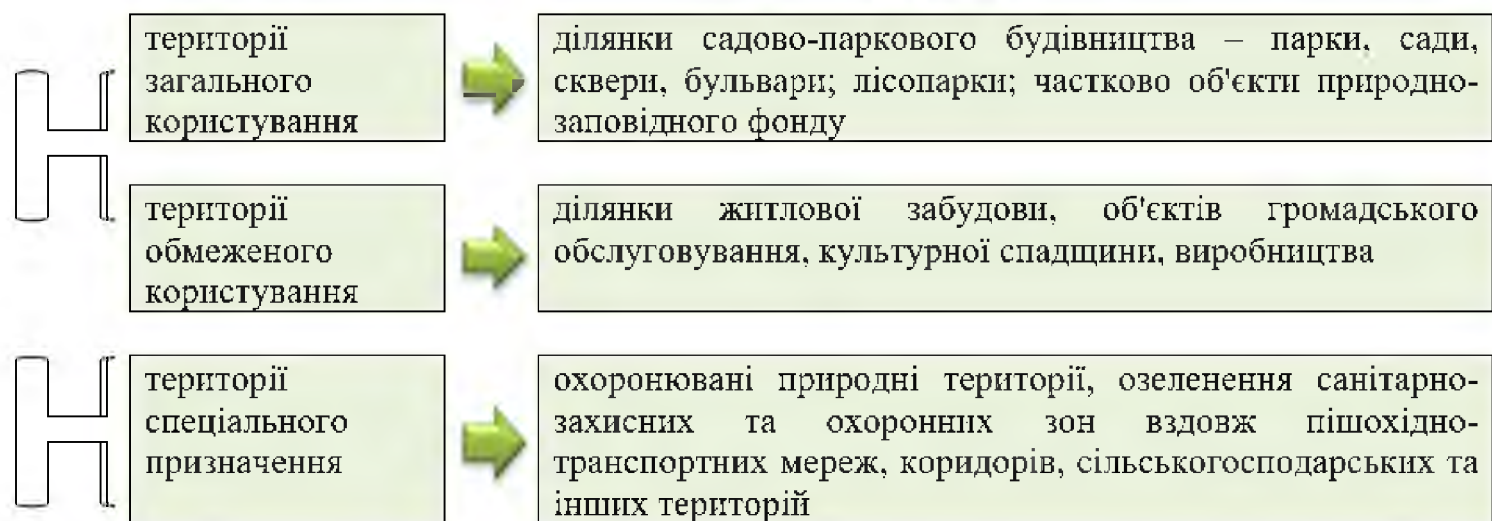 території
загального
користування
ділянки садово-паркового будівництва – парки, сади,
сквери, бульвари; лісопарки; частково об'єкти природно-
заповідного фонду
території
обмеженого
користування
ділянки житлової забудови, об'єктів громадського
обслуговування, культурної спадщини, виробництва
території
спеціального
призначення
охоронювані природні території, озеленення санітарно-
захисних та охоронних зон вздовж пішохідно-
транспортних мереж, коридорів, сільськогосподарських та
інших територій